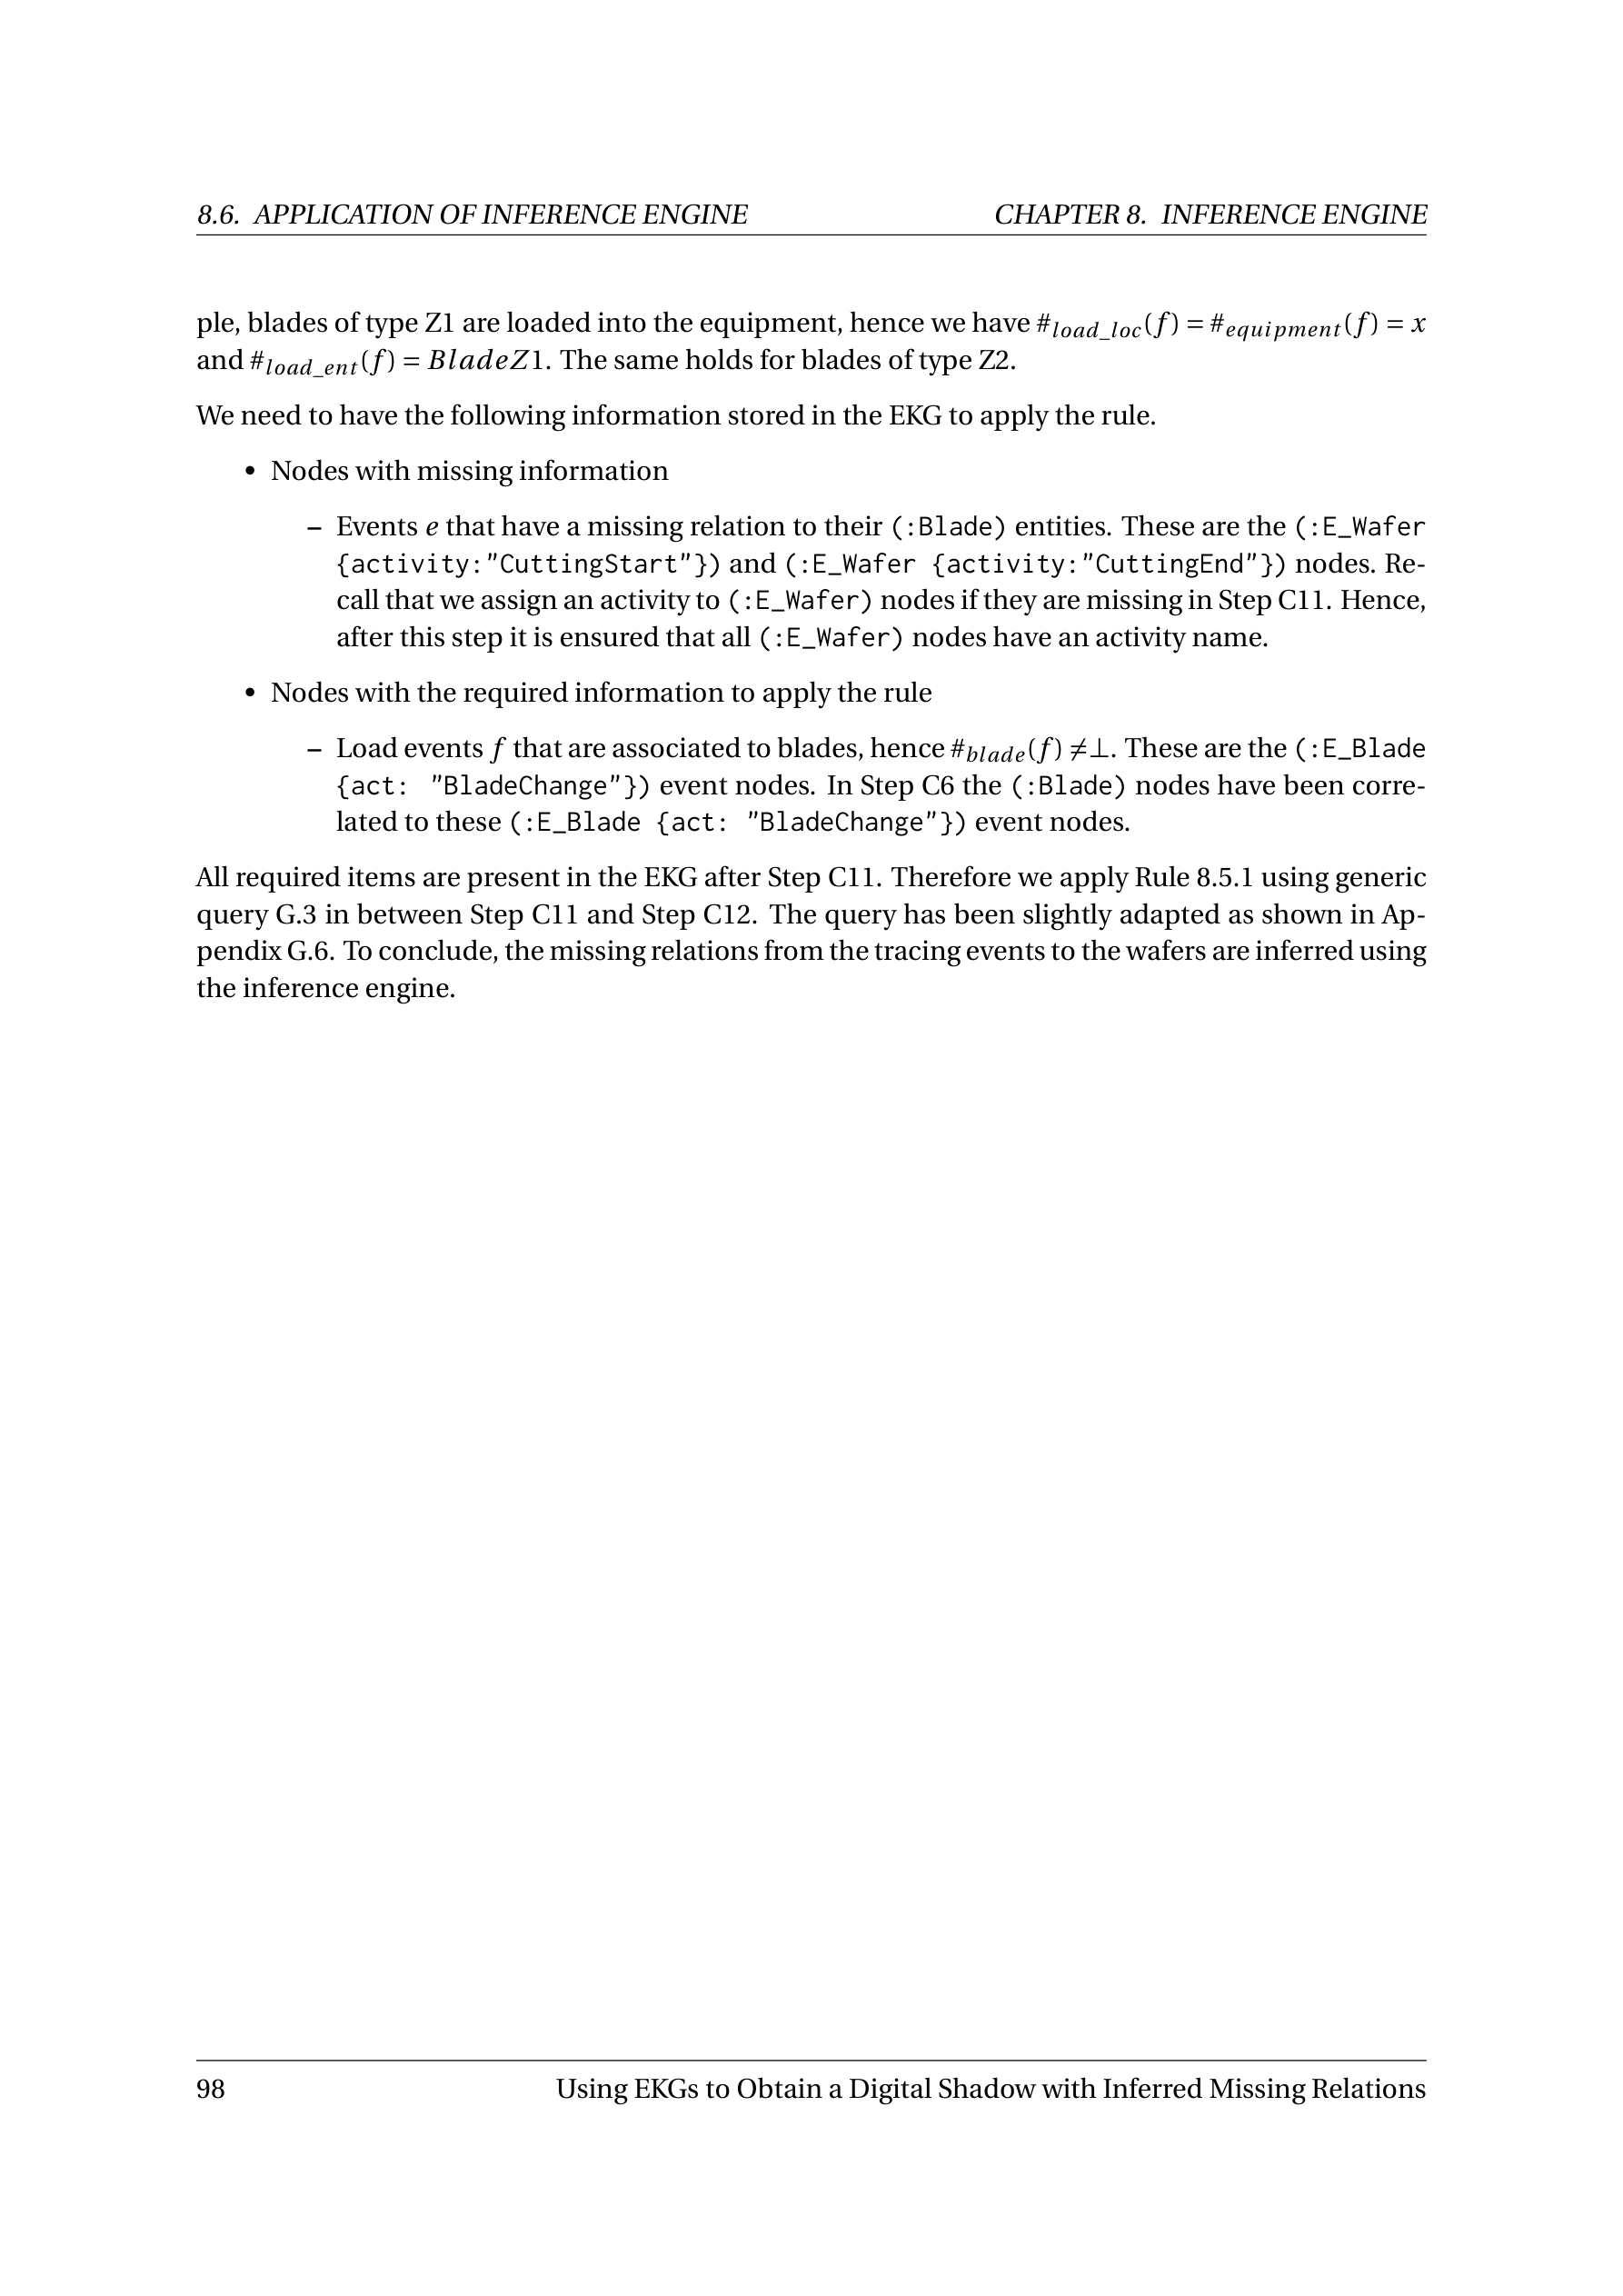 8.6. APPLICATION OF INFERENCE ENGINE CHAPTER 8. INFERENCE ENGINE
ple, blades of type Z1 are loaded into the equipment, hence we have #load_loc(f) = #equipment(f) = x
and #load_ent(f) = BladeZ1. The same holds for blades of type Z2.
We need to have the following information stored in the EKG to apply the rule.
• Nodes with missing information
– Events e that have a missing relation to their (:Blade) entities. These are the (:E_Wafer
{activity:"CuttingStart"}) and (:E_Wafer {activity:"CuttingEnd"}) nodes. Re-
call that we assign an activity to (:E_Wafer) nodes if they are missing in Step C11. Hence,
after this step it is ensured that all (:E_Wafer) nodes have an activity name.
• Nodes with the required information to apply the rule
– Load events f that are associated to blades, hence #blade(f) ≠⊥. These are the (:E_Blade
{act: "BladeChange"}) event nodes. In Step C6 the (:Blade) nodes have been corre-
lated to these (:E_Blade {act: "BladeChange"}) event nodes.
All required items are present in the EKG after Step C11. Therefore we apply Rule 8.5.1 using generic
query G.3 in between Step C11 and Step C12. The query has been slightly adapted as shown in Ap-
pendix G.6. To conclude, the missing relations from the tracing events to the wafers are inferred using
the inference engine.
98 Using EKGs to Obtain a Digital Shadow with Inferred Missing Relations